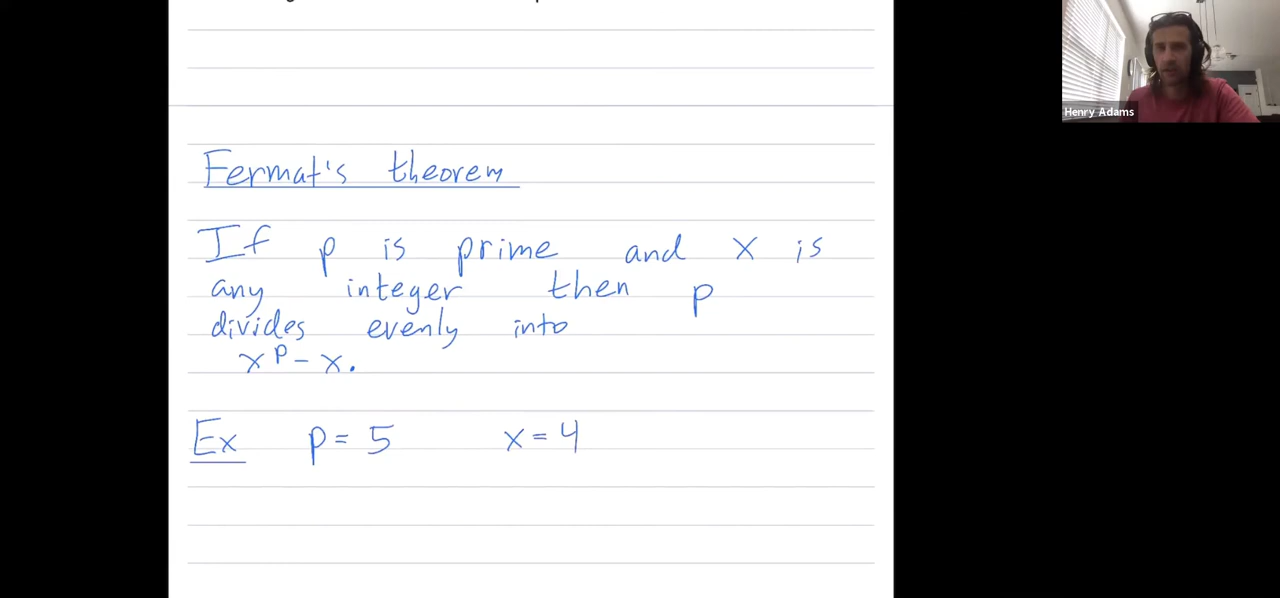 Henry Adams
Fermat's theorem
If p is prime and x is
any integer then p
divides evenly into
x^p - x.
Ex p = 5 x = 4